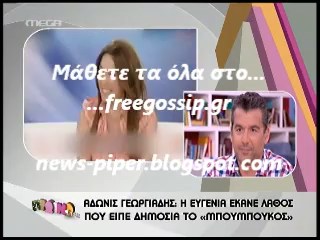 MEGA
Μάθετε τα όλα στο...
...freegossip.gr
news-piper.blogspot.com
ΑΔΩΝΙΣ ΓΕΩΡΓΙΑΔΗΣ: Η ΕΥΓΕΝΙΑ ΕΚΑΝΕ ΛΑΘΟΣ
ΠΟΥ ΕΙΠΕ ΔΗΜΟΣΙΑ ΤΟ «ΜΠΟΥΜΠΟΥΚΟΣ»